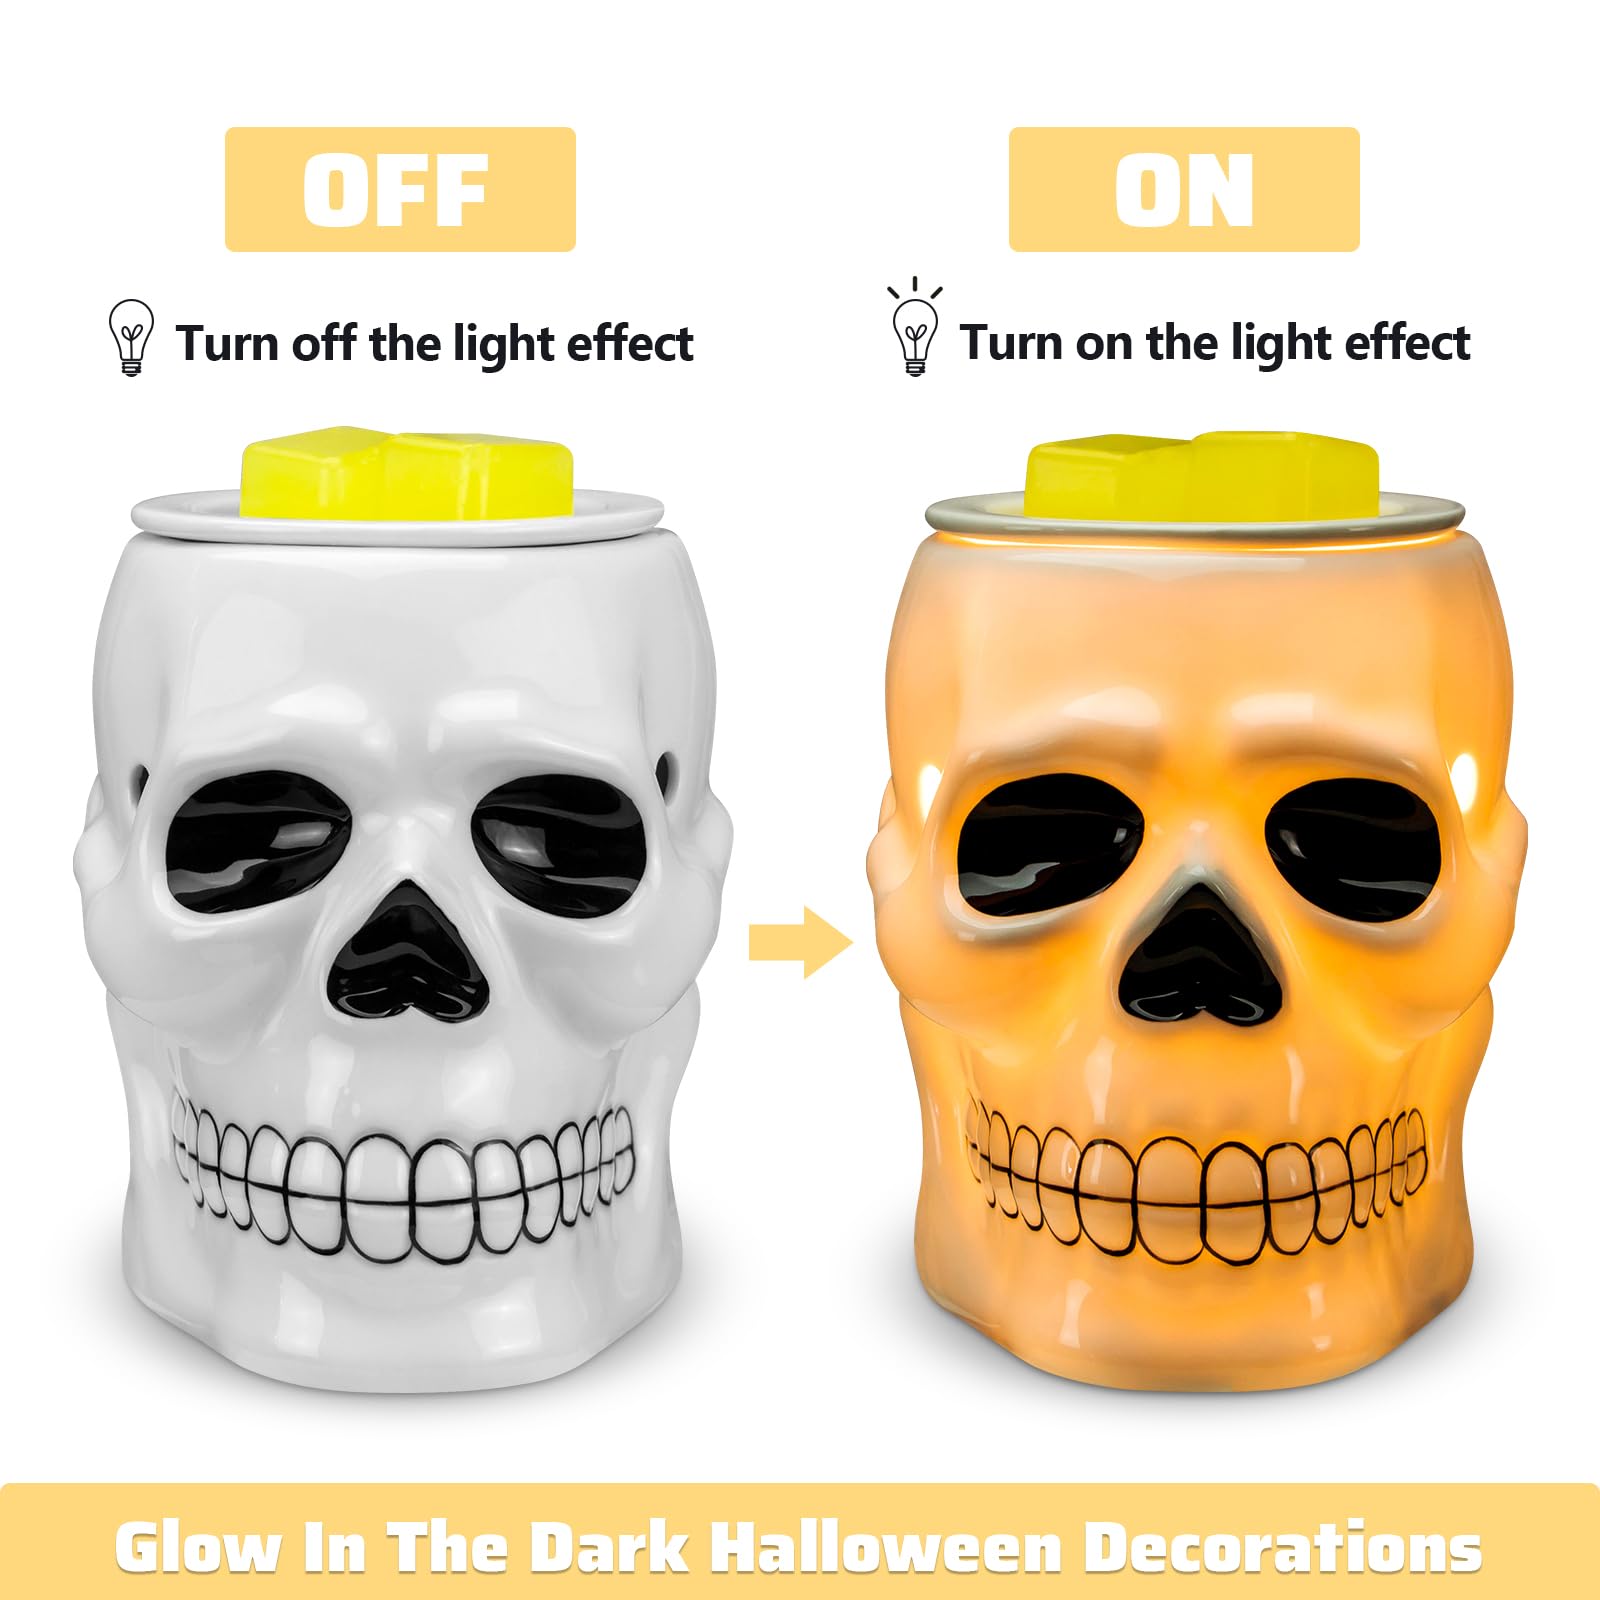 OFF
ON
Turn off the light effect
Turn on the light effect
Glow In The Dark Halloween Decorations